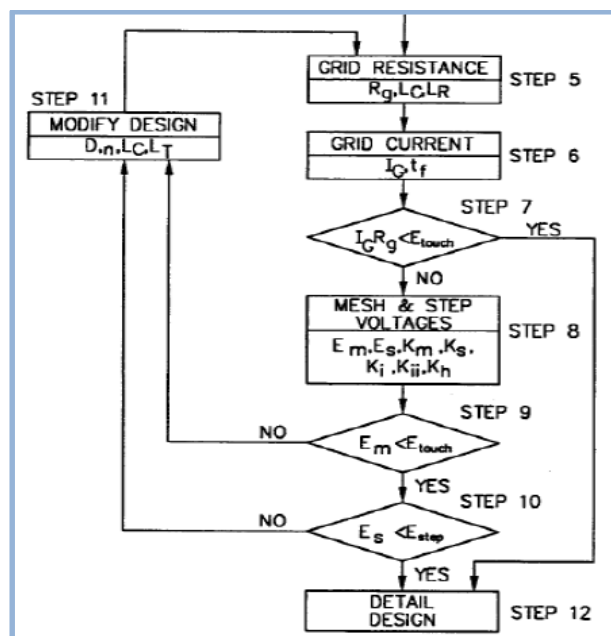 GRID RESISTANCE
STEP 5
Rg,LC,LR
STEP 11
MODIFY DESIGN
D,n,LC,LT
GRID CURRENT
STEP 6
IG,tf
STEP 7
IGRg<Etouch
YES
NO
MESH & STEP
VOLTAGES
STEP 8
Em,Es,Km,Ks,
Ki,Kii,Kh
STEP 9
NO
Em<Etouch
YES
STEP 10
NO
Es<Estep
YES
DETAIL
DESIGN
STEP 12